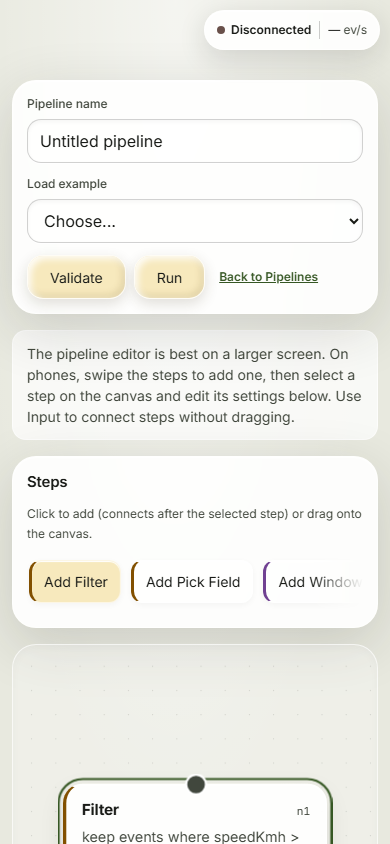 Disconnected — ev/s
Pipeline name
Untitled pipeline
Load example
Choose...
Validate Run Back to Pipelines
The pipeline editor is best on a larger screen. On
phones, swipe the steps to add one, then select a
step on the canvas and edit its settings below. Use
Input to connect steps without dragging.
Steps
Click to add (connects after the selected step) or drag onto
the canvas.
Add Filter Add Pick Field Add Window
Filter n1
keep events where speedKmh >